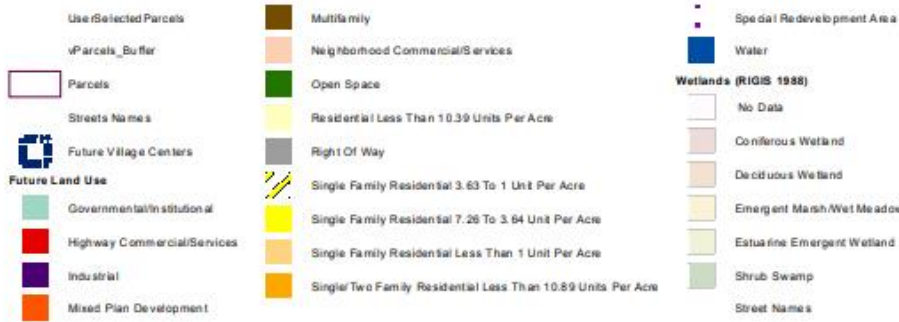 UserSelectedParcels
vParcels_Buffer
Parcels
Streets Names
Future Village Centers
Future Land Use
Governmental/Institutional
Highway Commercial/Services
Industrial
Mixed Plan Development
Multifamily
Neighborhood Commercial/Services
Open Space
Residential Less Than 10.39 Units Per Acre
Right Of Way
Single Family Residential 3.63 To 1 Unit Per Acre
Single Family Residential 7.26 To 3.64 Unit Per Acre
Single Family Residential Less Than 1 Unit Per Acre
Single/Two Family Residential Less Than 10.89 Units Per Acre
Special Redevelopment Area
Water
Wetlands (RIGIS 1988)
No Data
Coniferous Wetland
Deciduous Wetland
Emergent Marsh/Wet Meadow
Estuarine Emergent Wetland
Shrub Swamp
Street Names